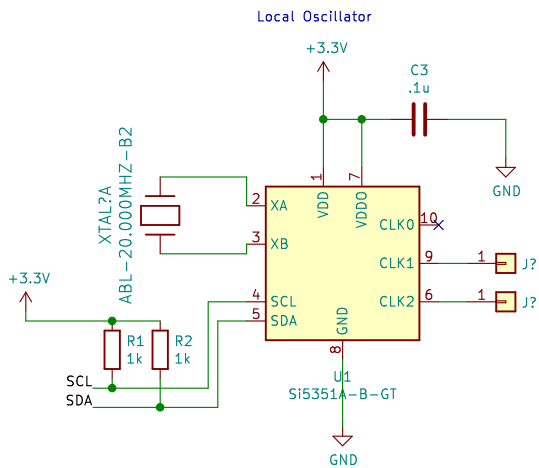 Local Oscillator
+3.3V
C3
.1u
GND
XTAL?A
ABL-20.000MHZ-B2
1
VDD
7
VDDO
2
XA
3
XB
4
SCL
5
SDA
10
CLK0
9
CLK1
1
J?
6
CLK2
1
J?
GND
8
U1
Si5351A-B-GT
GND
+3.3V
R1
1k
R2
1k
SCL
SDA